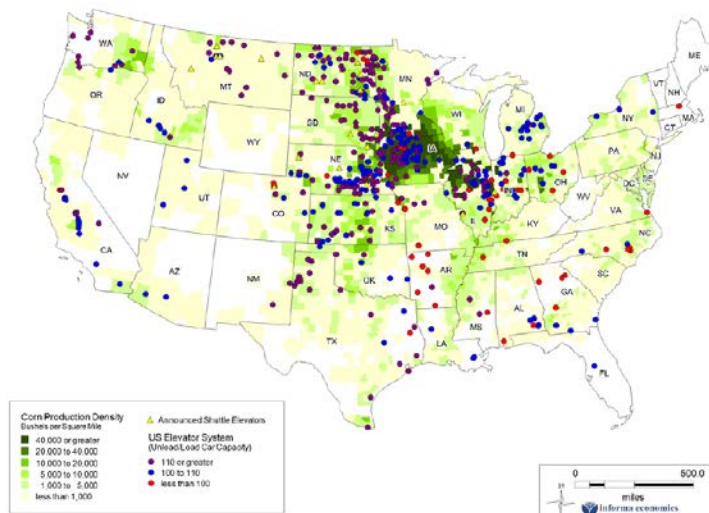 WA
OR
CA
NV
ID
MT
WY
UT
AZ
CO
NM
ND
SD
NE
KS
OK
TX
MN
IA
MO
AR
LA
WI
IL
MI
IN
OH
KY
TN
MS
AL
GA
FL
SC
NC
VA
WV
PA
NY
VT
NH
ME
MA
CT
NJ
DE
DC
Corn Production Density
Bushels per Square Mile
40,000 or greater
20,000 to 40,000
10,000 to 20,000
5,000 to 10,000
1,000 to 5,000
less than 1,000
Announced Shuttle Elevators
US Elevator System
(Unload/Load Car Capacity)
110 or greater
100 to 110
less than 100
0 500.0
miles
informa economics